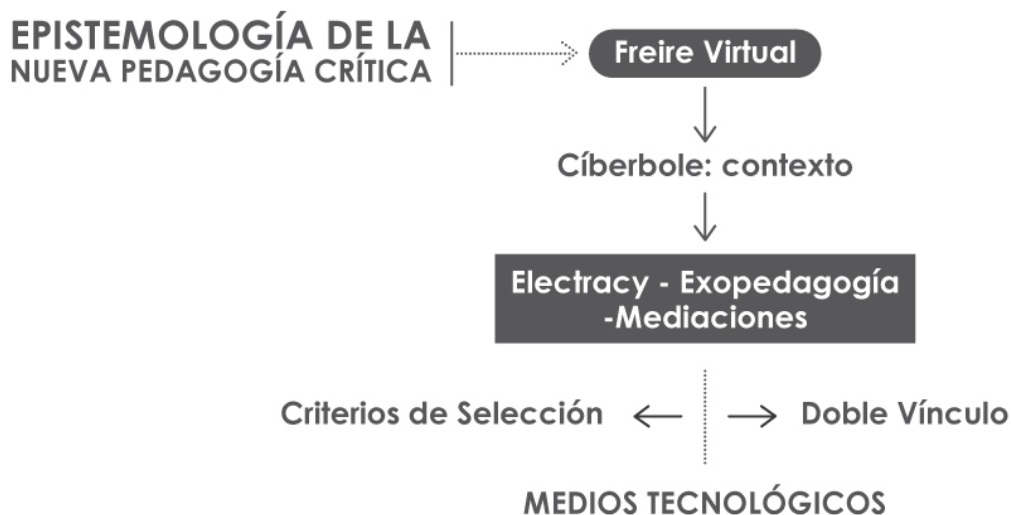 EPISTEMOLOGÍA DE LA
NUEVA PEDAGOGÍA CRÍTICA
Freire Virtual
Cíberbole: contexto
Electracy - Exopedagogía
-Mediaciones
Criterios de Selección
Doble Vínculo
MEDIOS TECNOLÓGICOS